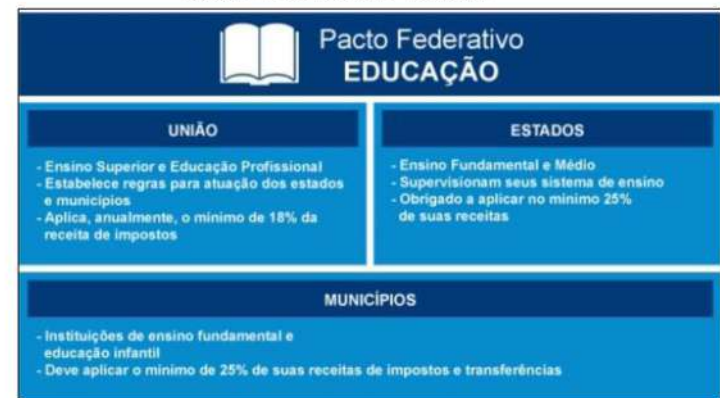 Pacto Federativo
EDUCAÇÃO
UNIÃO
- Ensino Superior e Educação Profissional
- Estabelece regras para atuação dos estados
e municípios
- Aplica, anualmente, o mínimo de 18% da
receita de impostos
ESTADOS
- Ensino Fundamental e Médio
- Supervisionam seus sistema de ensino
- Obrigado a aplicar no mínimo 25%
de suas receitas
MUNICÍPIOS
- Instituições de ensino fundamental e
educação infantil
- Deve aplicar o mínimo de 25% de suas receitas de impostos e transferências